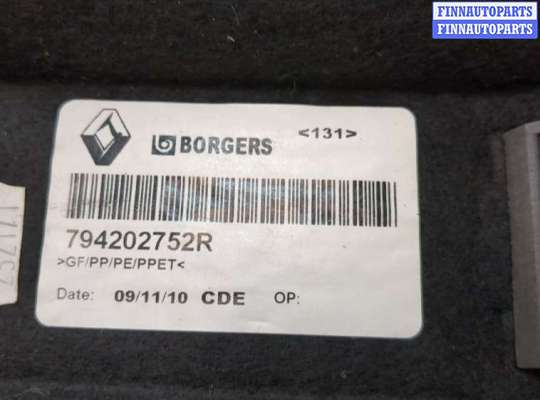 FINNAUTOPARTS
FINNAUTOPARTS
BORGERS <131>
794202752R
>GF/PP/PE/PPET<
Date: 09/11/10 CDE OP: